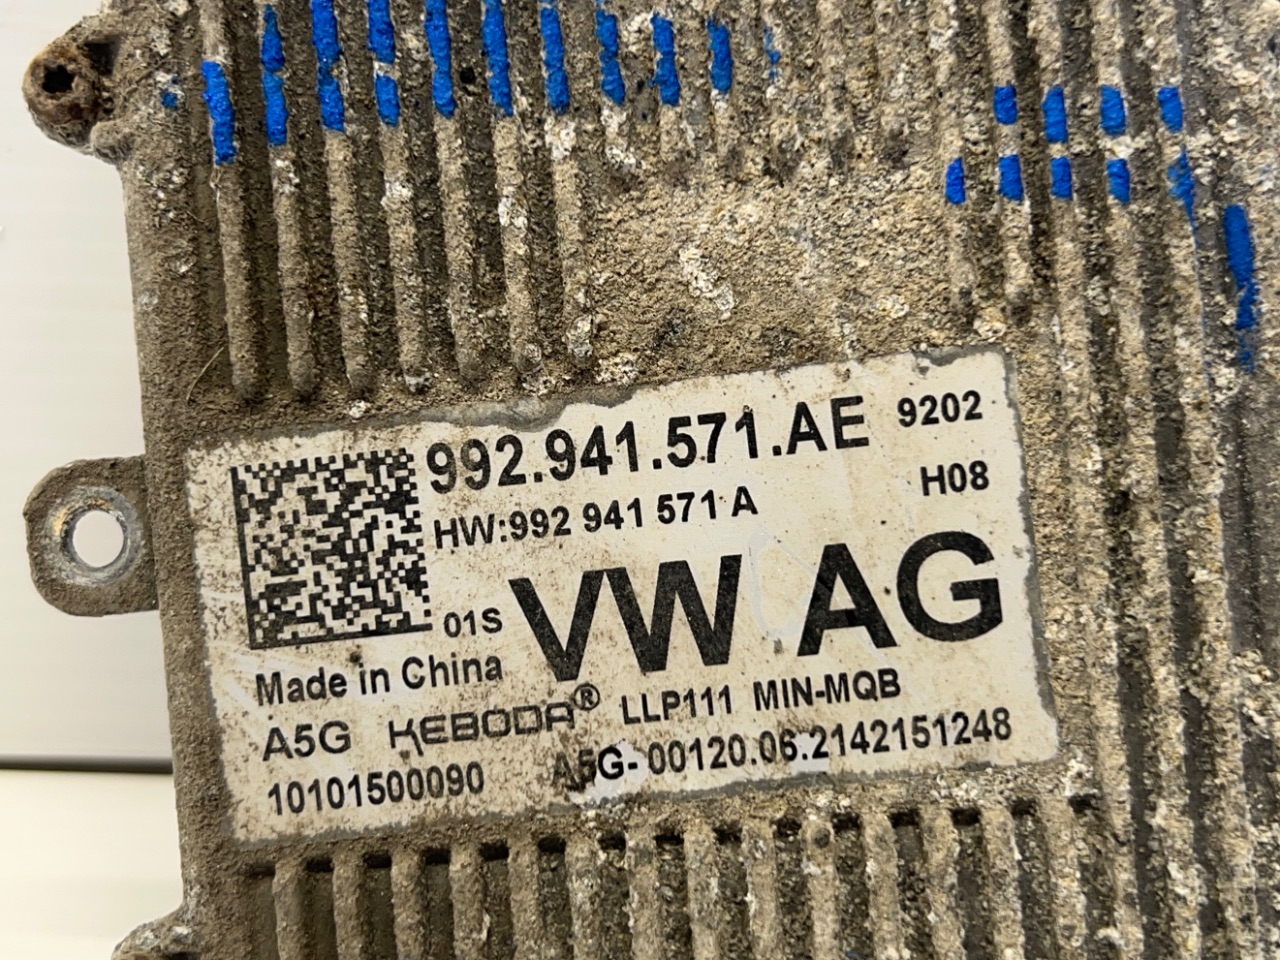 992.941.571.AE 9202
HW:992 941 571 A H08
01S VW AG
Made in China
A5G KEBODA® LLP111 MIN-MQB
10101500090 A5G-00120.06.2142151248